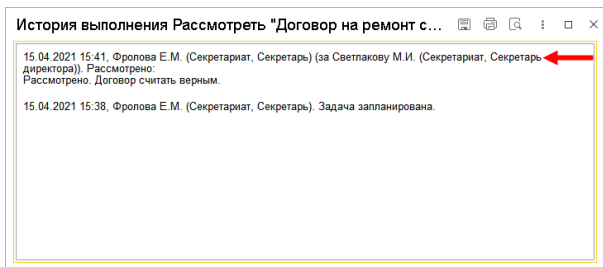 История выполнения Рассмотреть "Договор на ремонт с...
15.04.2021 15:41, Фролова Е.М. (Секретариат, Секретарь) (за Светлакову М.И. (Секретариат, Секретарь
директора)). Рассмотрено:
Рассмотрено. Договор считать верным.
15.04.2021 15:38, Фролова Е.М. (Секретариат, Секретарь). Задача запланирована.